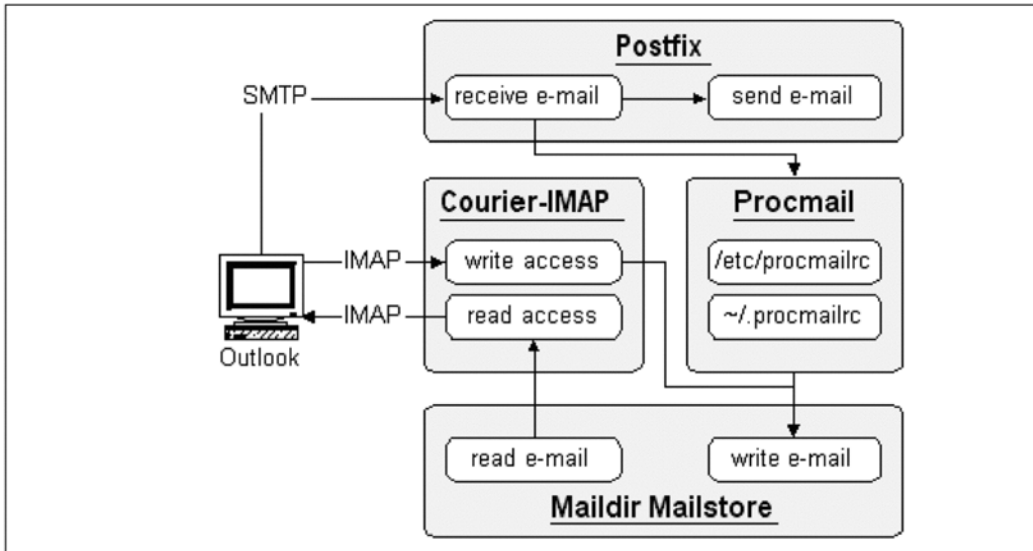 Postfix
SMTP
receive e-mail
send e-mail
Courier-IMAP
Procmail
IMAP
write access
/etc/procmailrc
IMAP
read access
~/.procmailrc
Outlook
read e-mail
write e-mail
Maildir Mailstore